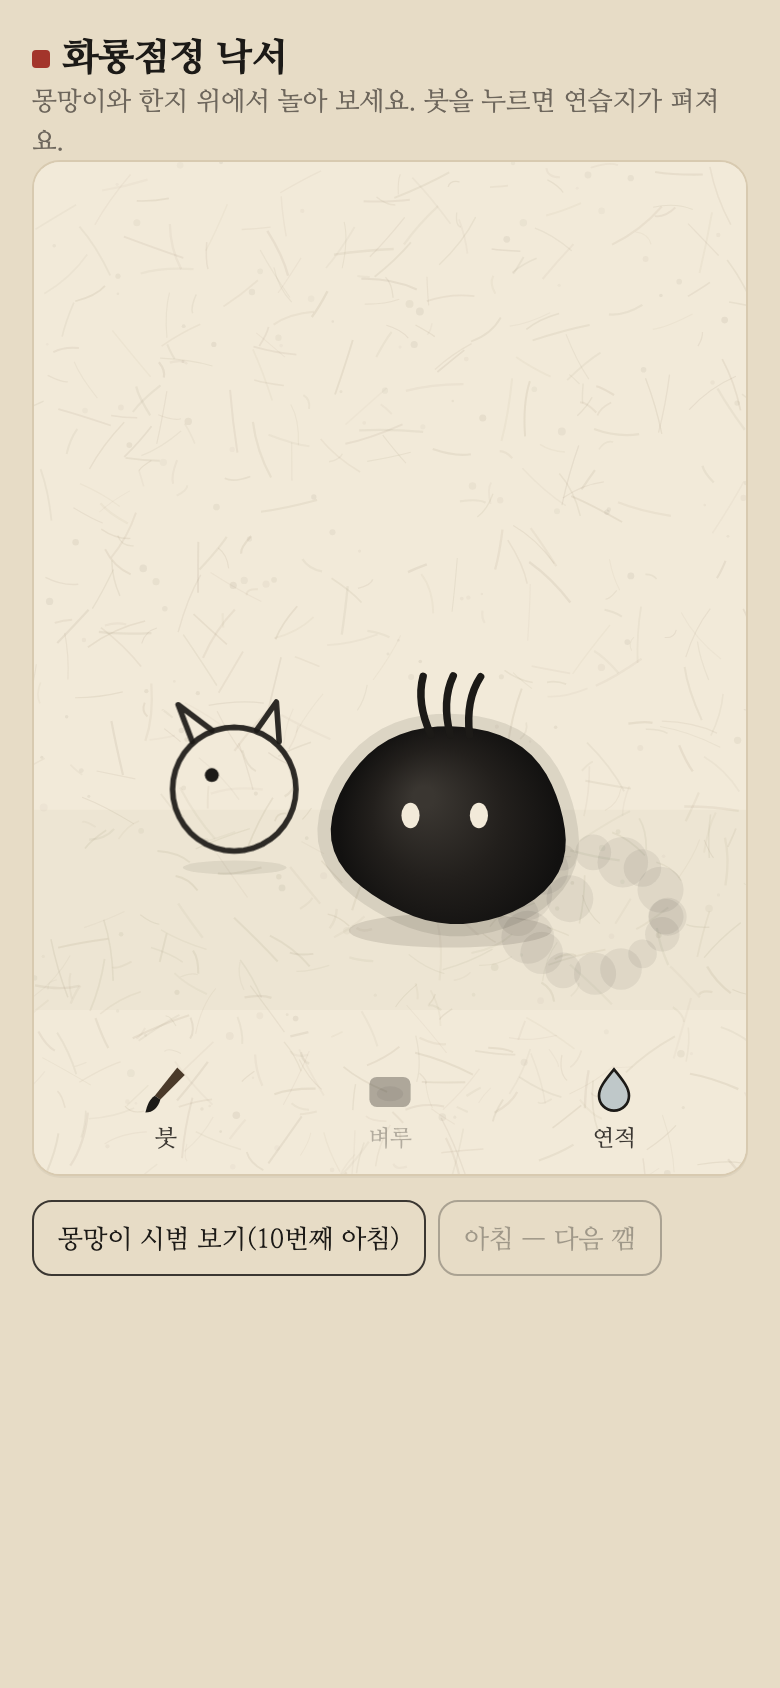 화룡점정 낙서
몽망이와 한지 위에서 놀아 보세요. 붓을 누르면 연습지가 펴져
요.
붓
벼루
연적
몽망이 시범 보기(10번째 아침)
아침 — 다음 깸